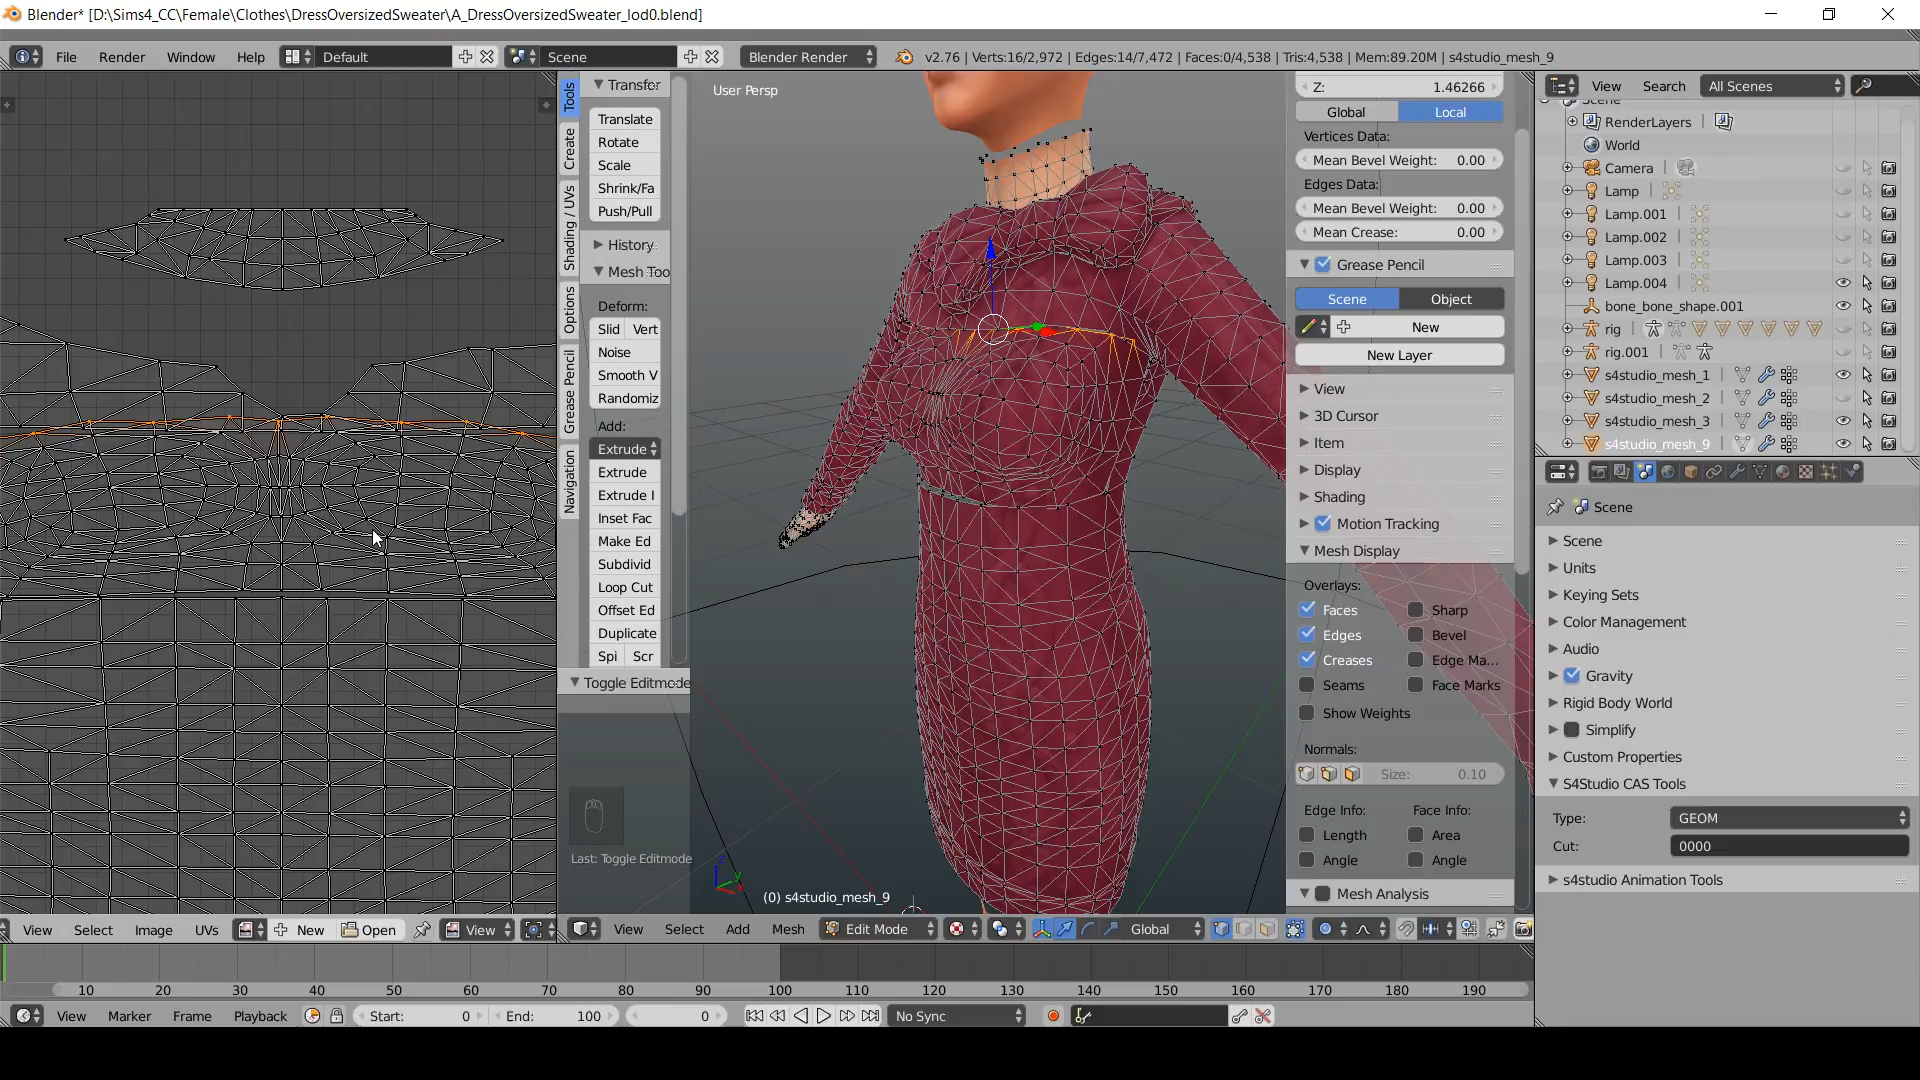 Blender* [D:\Sims4_CC\Female\Clothes\DressOversizedSweater\A_DressOversizedSweater_lod0.blend]
File Render Window Help Default Scene Blender Render v2.76 | Verts:16/2,972 | Edges:14/7,472 | Faces:0/4,538 | Tris:4,538 | Mem:89.20M | s4studio_mesh_9
Tools
Create
Shading / UVs
Options
Grease Pencil
Navigation
Transfor
Translate
Rotate
Scale
Shrink/Fa
Push/Pull
History
Mesh Too
Deform:
Slid Vert
Noise
Smooth V
Randomiz
Add:
Extrude
Extrude
Extrude I
Inset Fac
Make Ed
Subdivid
Loop Cut
Offset Ed
Duplicate
Spi Scr
Toggle Editmode
Last: Toggle Editmode
User Persp
z
y
(0) s4studio_mesh_9
Z: 1.46266
Global Local
Vertices Data:
Mean Bevel Weight: 0.00
Edges Data:
Mean Bevel Weight: 0.00
Mean Crease: 0.00
Grease Pencil
Scene Object
New
New Layer
View
3D Cursor
Item
Display
Shading
Motion Tracking
Mesh Display
Overlays:
Faces Sharp
Edges Bevel
Creases Edge Ma...
Seams Face Marks
Show Weights
Normals:
Size: 0.10
Edge Info: Face Info:
Length Area
Angle Angle
Mesh Analysis
View Search All Scenes
Scene
RenderLayers
World
Camera
Lamp
Lamp.001
Lamp.002
Lamp.003
Lamp.004
bone_bone_shape.001
rig
rig.001
s4studio_mesh_1
s4studio_mesh_2
s4studio_mesh_3
s4studio_mesh_9
Scene
Scene
Units
Keying Sets
Color Management
Audio
Gravity
Rigid Body World
Simplify
Custom Properties
S4Studio CAS Tools
Type: GEOM
Cut: 0000
s4studio Animation Tools
View Select Image UVs New Open View
View Select Add Mesh Edit Mode Global
10 20 30 40 50 60 70 80 90 100 110 120 130 140 150 160 170 180 190
View Marker Frame Playback Start: 0 End: 100 0 No Sync